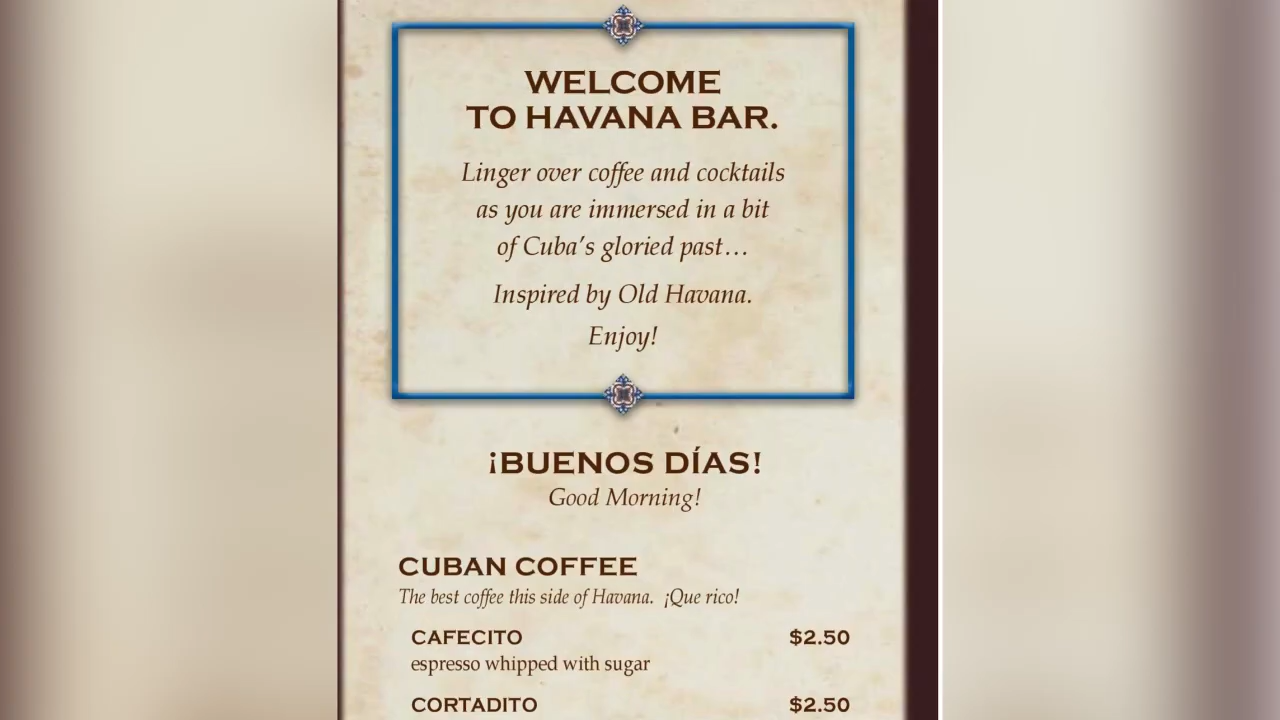 WELCOME
TO HAVANA BAR.
Linger over coffee and cocktails
as you are immersed in a bit
of Cuba's gloried past...
Inspired by Old Havana.
Enjoy!
¡BUENOS DÍAS!
Good Morning!
CUBAN COFFEE
The best coffee this side of Havana. ¡Que rico!
CAFECITO $2.50
espresso whipped with sugar
CORTADITO $2.50